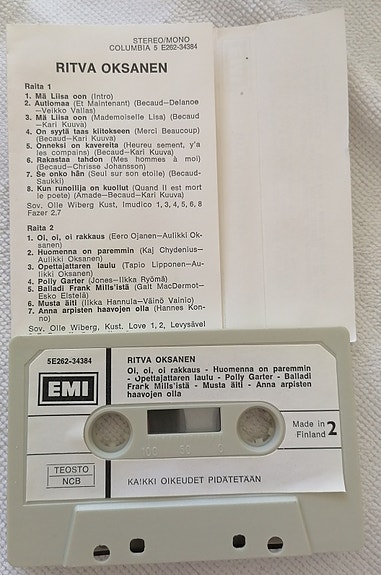 STEREO/MONO
COLUMBIA 5 E262-34384
RITVA OKSANEN
Raita 1
1. Mä Liisa oon (Intro)
2. Autiomaa (Et Maintenant) (Becaud-Delanoe
-Veikko Vallas)
3. Mä Liisa oon (Mademoiselle Lisa) (Becaud
-Kari Kuuva)
4. On syytä taas kiitokseen (Merci Beaucoup)
(Becaud-Kari Kuuva)
5. Onneksi on kavereita (Heureu sement, y'a
les compains) (Becaud-Kari Kuuva)
6. Rakastaa tahdon (Mes hommes à moi)
(Becaud-Chrisse Johansson)
7. Se onko hän (Seul sur son etoile) (Becaud-
Saukki)
8. Kun runoilija on kuollut (Quand Il est mort
le poete) (Amade-Becaud-Kari Kuuva)
Sov. Olle Wiberg Kust, Imudico 1, 3, 4, 5, 6, 8
Fazer 2,7
Raita 2
1. Oi, oi, oi rakkaus (Eero Ojanen-Aulikki Ok-
sanen)
2. Huomenna on paremmin (Kaj Chydenius-
Aulikki Oksanen)
3. Opettajattaren laulu (Tapio Lipponen-Au-
likki Oksanen)
4. Polly Garter (Jones-Ilkka Ryömä)
5. Balladi Frank Mills'istä (Galt MacDermot-
Esko Elstelä)
6. Musta äiti (Ilkka Hannula-Väinö Vainio)
7. Anna arpisten haavojen olla (Hannes Kon-
no)
Sov. Olle Wiberg, Kust. Love 1, 2, Levysävel
5E262-34384
EMI
RITVA OKSANEN
Oi, oi, oi, rakkaus - Huomenna on paremmin
- Opettajattaren laulu - Polly Garter - Balladi
Frank Mills'istä - Musta äiti - Anna arpisten
haavojen olla
Made in
Finland 2
100 50 0
TEOSTO
NCB
KAIKKI OIKEUDET PIDÄTETÄÄN